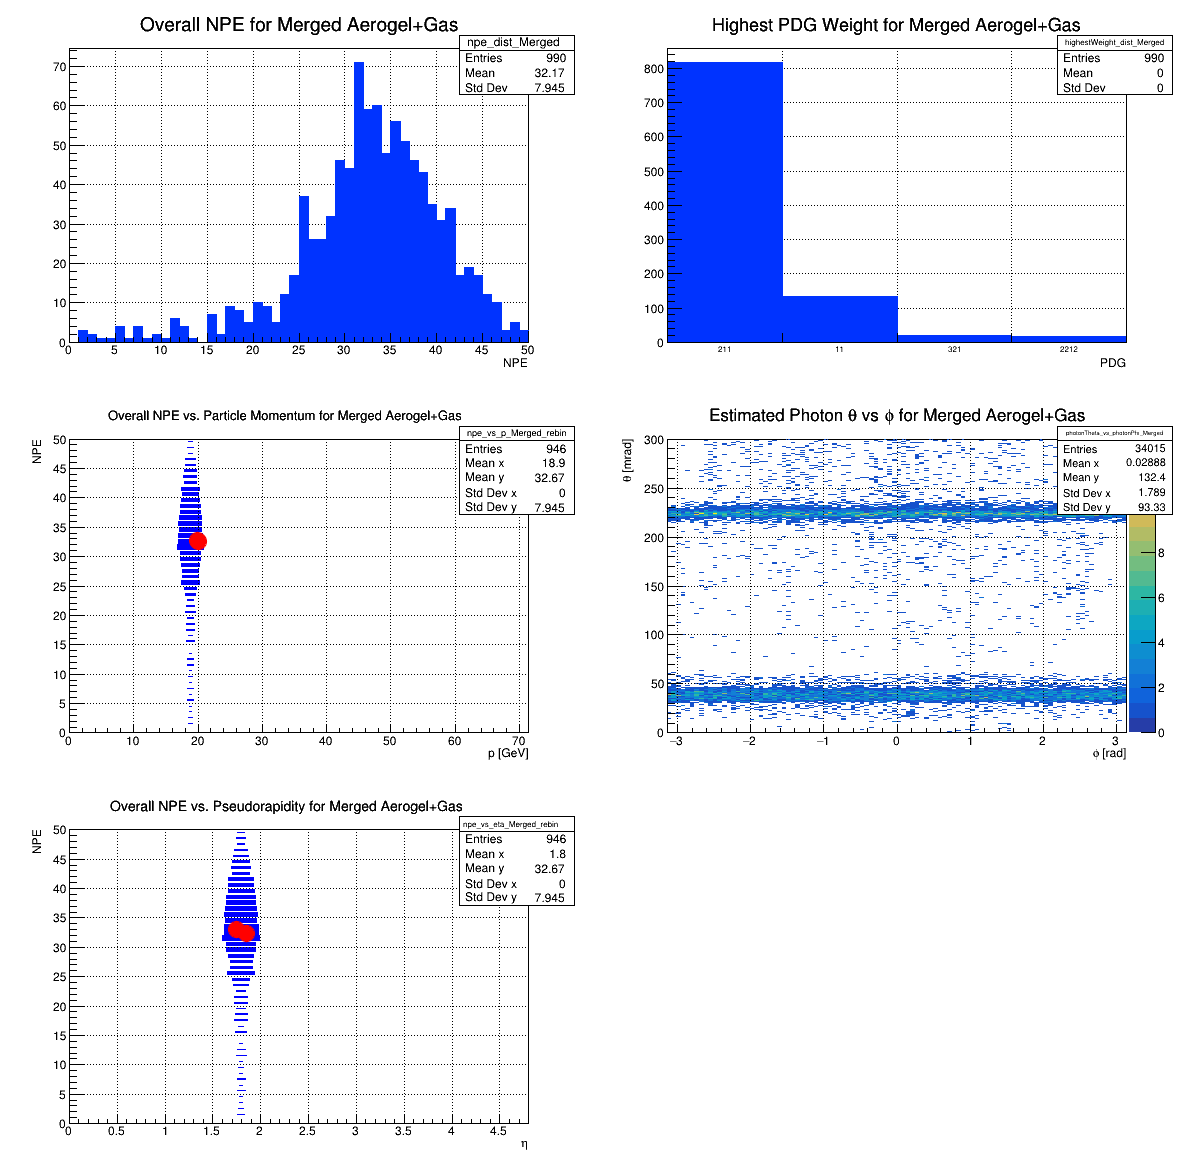 Overall NPE for Merged Aerogel+Gas
npe_dist_Merged
Entries 990
Mean 32.17
Std Dev 7.945
70
60
50
40
30
20
10
0
0 5 10 15 20 25 30 35 40 45 50
NPE
Highest PDG Weight for Merged Aerogel+Gas
highestWeight_dist_Merged
Entries 990
Mean 0
Std Dev 0
800
700
600
500
400
300
200
100
0
211 11 321 2212
PDG
Overall NPE vs. Particle Momentum for Merged Aerogel+Gas
npe_vs_p_Merged_rebin
Entries 946
Mean x 18.9
Mean y 32.67
Std Dev x 0
Std Dev y 7.945
NPE
50
45
40
35
30
25
20
15
10
5
0
0 10 20 30 40 50 60 70
p [GeV]
Estimated Photon θ vs ϕ for Merged Aerogel+Gas
photonTheta_vs_photonPhi_Merged
Entries 34015
Mean x 0.02888
Mean y 132.4
Std Dev x 1.789
Std Dev y 93.33
θ [mrad]
300
250
200
150
100
50
0
−3 −2 −1 0 1 2 3
ϕ [rad]
8
6
4
2
0
Overall NPE vs. Pseudorapidity for Merged Aerogel+Gas
npe_vs_eta_Merged_rebin
Entries 946
Mean x 1.8
Mean y 32.67
Std Dev x 0
Std Dev y 7.945
NPE
50
45
40
35
30
25
20
15
10
5
0
0 0.5 1 1.5 2 2.5 3 3.5 4 4.5
η